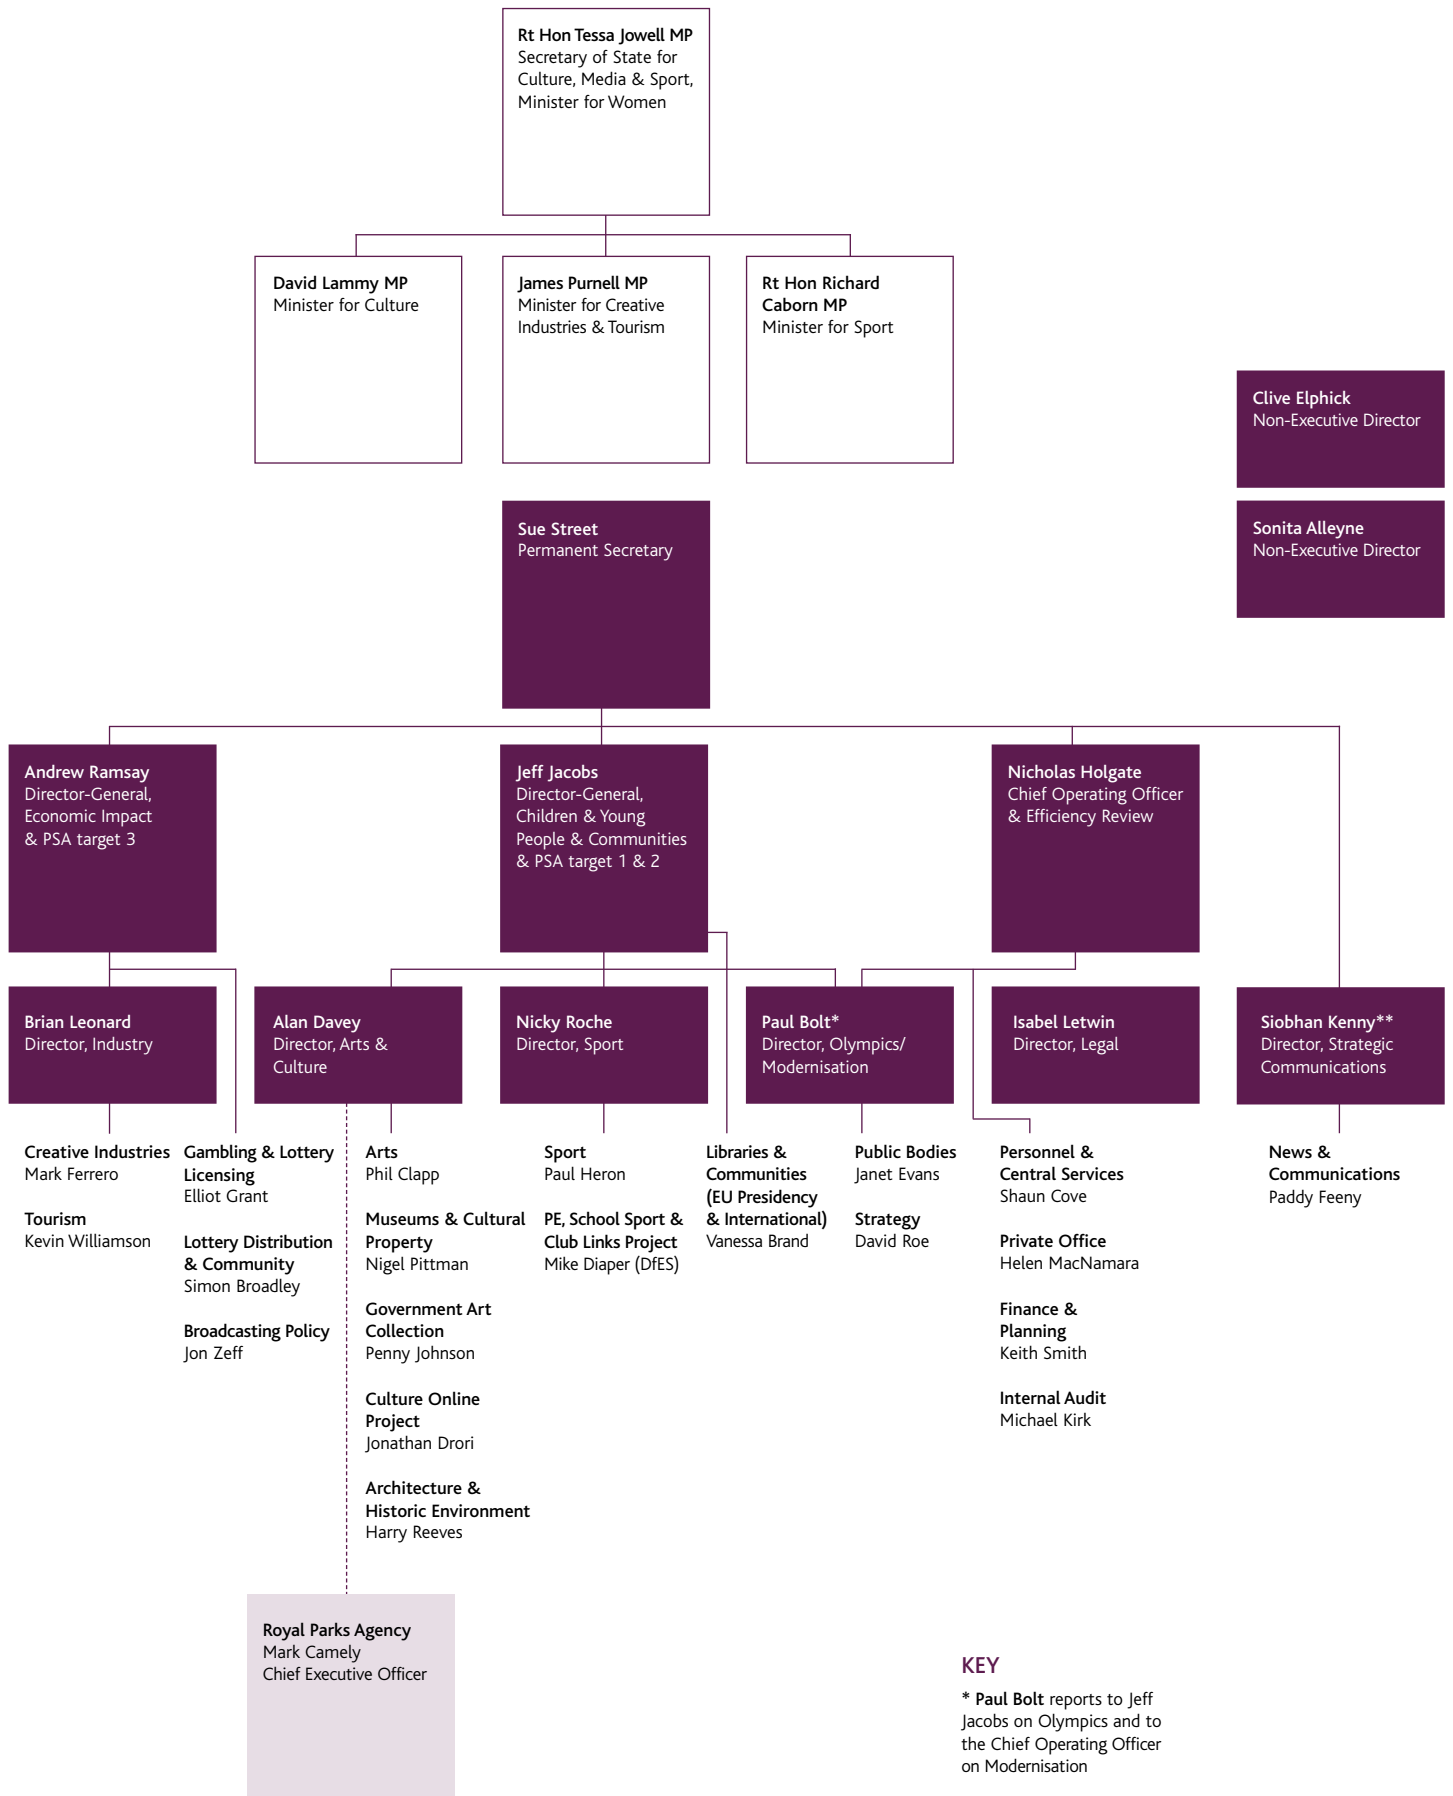 Rt Hon Tessa Jowell MP
Secretary of State for
Culture, Media & Sport,
Minister for Women
David Lammy MP
Minister for Culture
James Purnell MP
Minister for Creative
Industries & Tourism
Rt Hon Richard
Caborn MP
Minister for Sport
Clive Elphick
Non-Executive Director
Sonita Alleyne
Non-Executive Director
Sue Street
Permanent Secretary
Andrew Ramsay
Director-General,
Economic Impact
& PSA target 3
Jeff Jacobs
Director-General,
Children & Young
People & Communities
& PSA target 1 & 2
Nicholas Holgate
Chief Operating Officer
& Efficiency Review
Brian Leonard
Director, Industry
Alan Davey
Director, Arts &
Culture
Nicky Roche
Director, Sport
Paul Bolt*
Director, Olympics/
Modernisation
Isabel Letwin
Director, Legal
Siobhan Kenny**
Director, Strategic
Communications
Creative Industries
Mark Ferrero
Tourism
Kevin Williamson
Gambling & Lottery
Licensing
Elliot Grant
Lottery Distribution
& Community
Simon Broadley
Broadcasting Policy
Jon Zeff
Arts
Phil Clapp
Museums & Cultural
Property
Nigel Pittman
Government Art
Collection
Penny Johnson
Culture Online
Project
Jonathan Drori
Architecture &
Historic Environment
Harry Reeves
Sport
Paul Heron
PE, School Sport &
Club Links Project
Mike Diaper (DfES)
Libraries &
Communities
(EU Presidency
& International)
Vanessa Brand
Public Bodies
Janet Evans
Strategy
David Roe
Personnel &
Central Services
Shaun Cove
Private Office
Helen MacNamara
Finance &
Planning
Keith Smith
Internal Audit
Michael Kirk
News &
Communications
Paddy Feeny
Royal Parks Agency
Mark Camely
Chief Executive Officer
KEY
* Paul Bolt reports to Jeff
Jacobs on Olympics and to
the Chief Operating Officer
on Modernisation